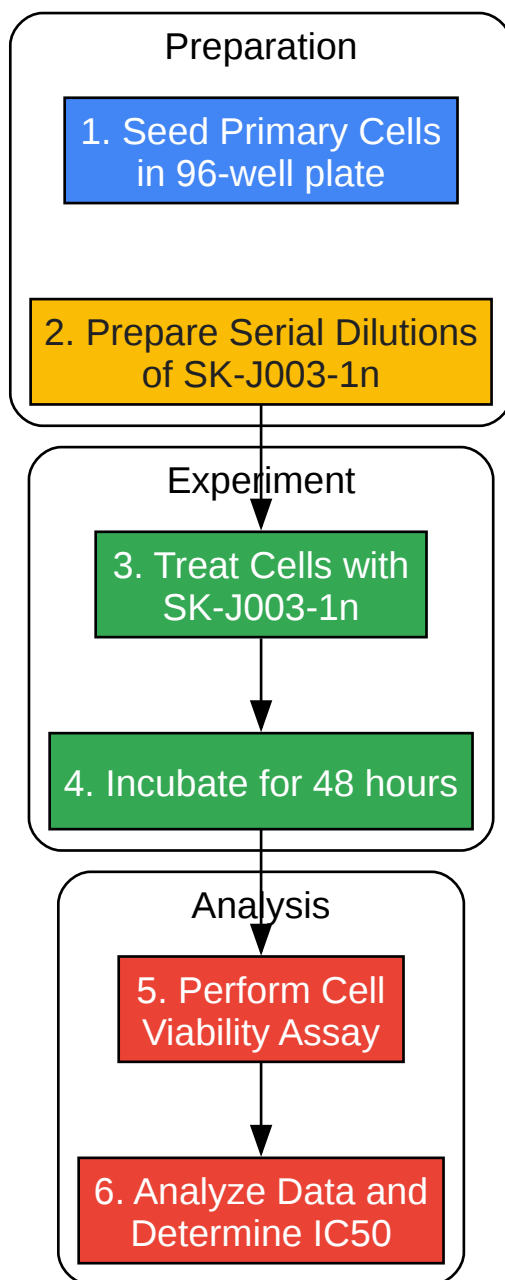 Preparation
1. Seed Primary Cells
in 96-well plate
2. Prepare Serial Dilutions
of SK-J003-1n
Experiment
3. Treat Cells with
SK-J003-1n
4. Incubate for 48 hours
Analysis
5. Perform Cell
Viability Assay
6. Analyze Data and
Determine IC50